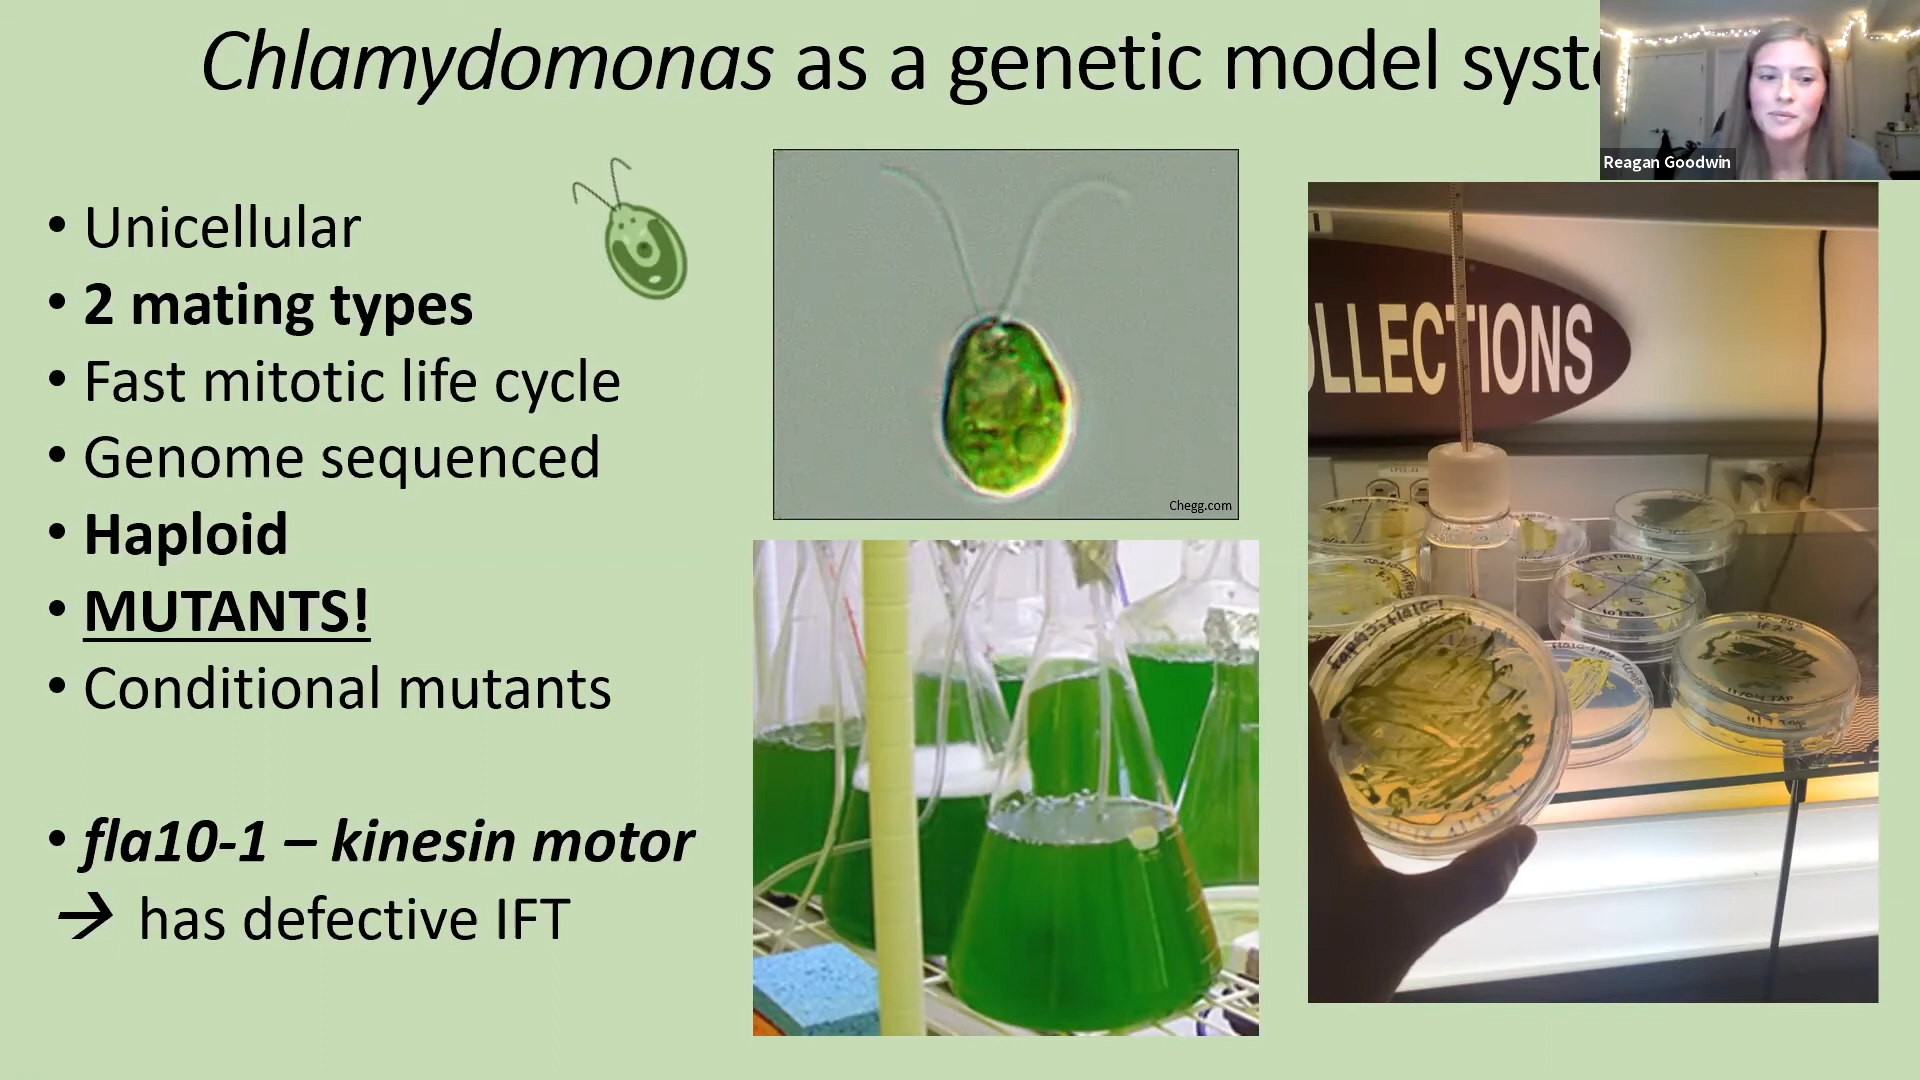 Chlamydomonas as a genetic model syst
Reagan Goodwin
• Unicellular
• 2 mating types
• Fast mitotic life cycle
• Genome sequenced
• Haploid
• MUTANTS!
• Conditional mutants
• fla10-1 – kinesin motor
→ has defective IFT
Chegg.com
OLLECTIONS